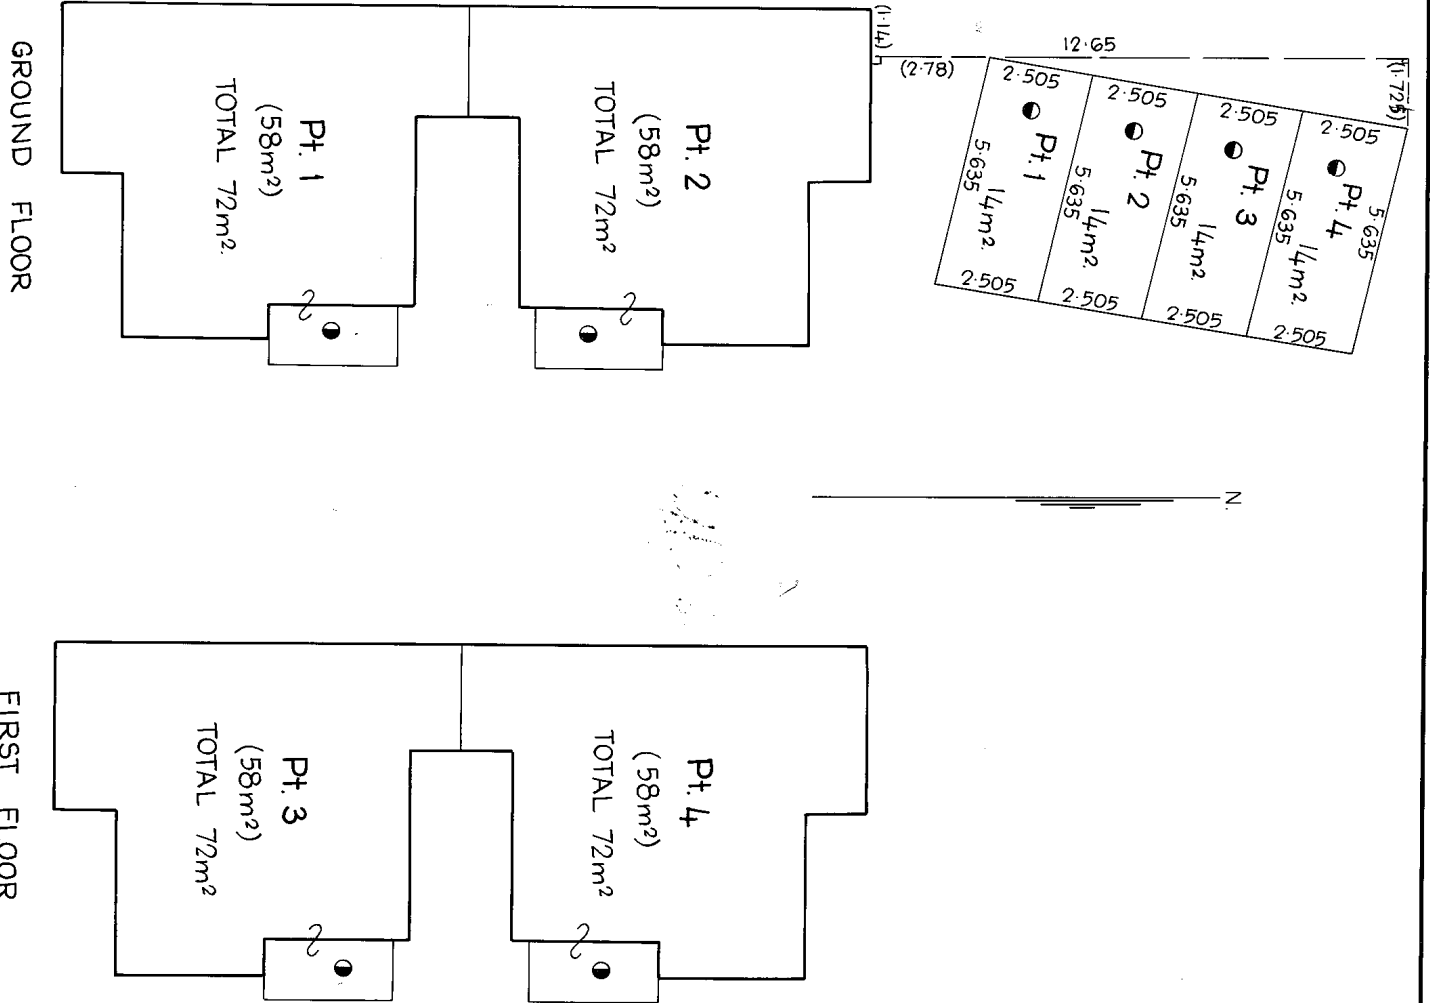 GROUND FLOOR
Pt. 1
(58m²)
TOTAL 72m².
Pt. 2
(58m²)
TOTAL 72m²
(1·14)
(2·78)
12·65
(1·725)
2·505
2·505
2·505
2·505
Pt. 1
14m².
5·635
Pt. 2
14m².
5·635
Pt. 3
14m².
5·635
Pt. 4
14m².
5·635
5·635
2·505
2·505
2·505
2·505
N.
FIRST FLOOR
Pt. 3
(58m²)
TOTAL 72m²
Pt. 4
(58m²)
TOTAL 72m²